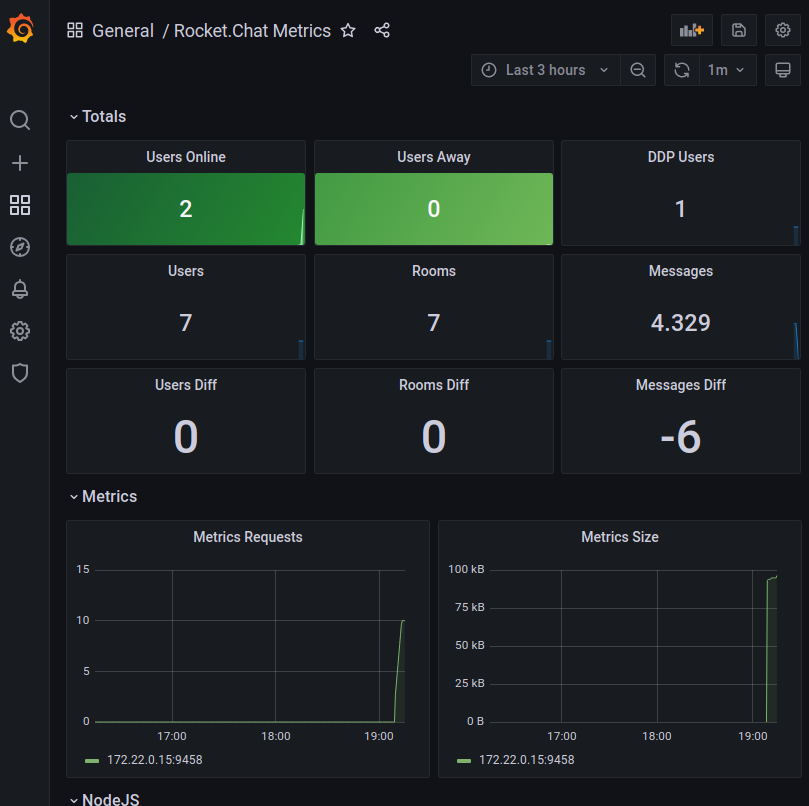 General / Rocket.Chat Metrics
Last 3 hours
1m
Totals
Users Online
Users Away
DDP Users
2
0
1
Users
Rooms
Messages
7
7
4.329
Users Diff
Rooms Diff
Messages Diff
0
0
-6
Metrics
Metrics Requests
15
10
5
0
17:00
18:00
19:00
172.22.0.15:9458
Metrics Size
100 kB
75 kB
50 kB
25 kB
0 B
17:00
18:00
19:00
172.22.0.15:9458
NodeJS